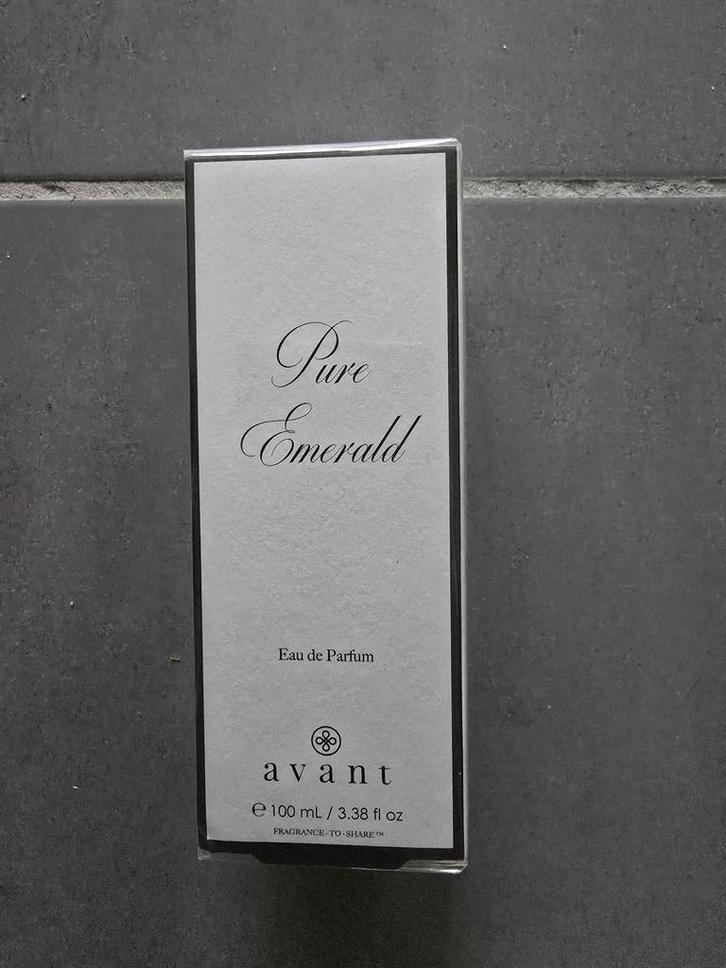 Pure
Emerald
Eau de Parfum
avant
℮ 100 mL / 3.38 fl oz
FRAGRANCE-TO-SHARE™